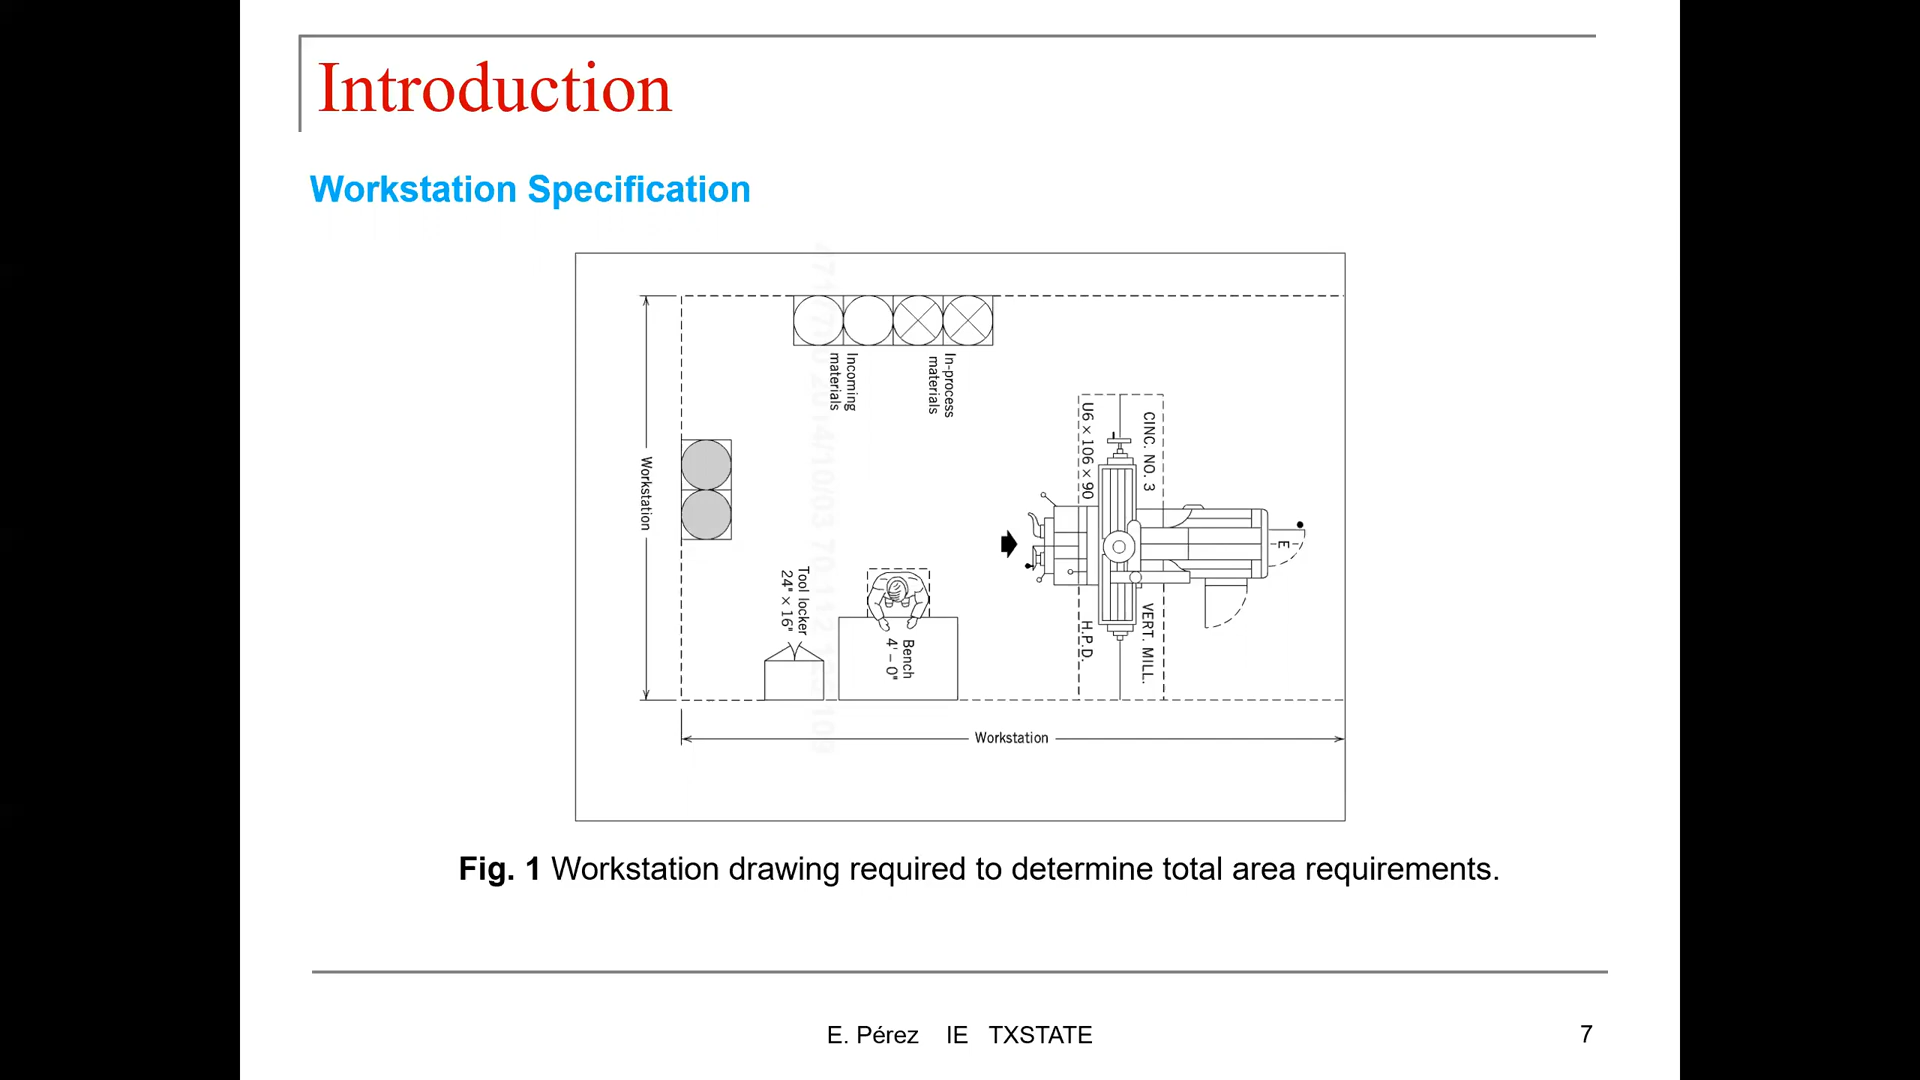 Introduction
Workstation Specification
Incoming
materials
In-process
materials
CINC. NO. 3
U6 × 106 × 90
Workstation
E
Tool locker
24" × 16"
Bench
4' – 0"
VERT. MILL.
H.P.D.
Workstation
Fig. 1 Workstation drawing required to determine total area requirements.
E. Pérez IE TXSTATE
7